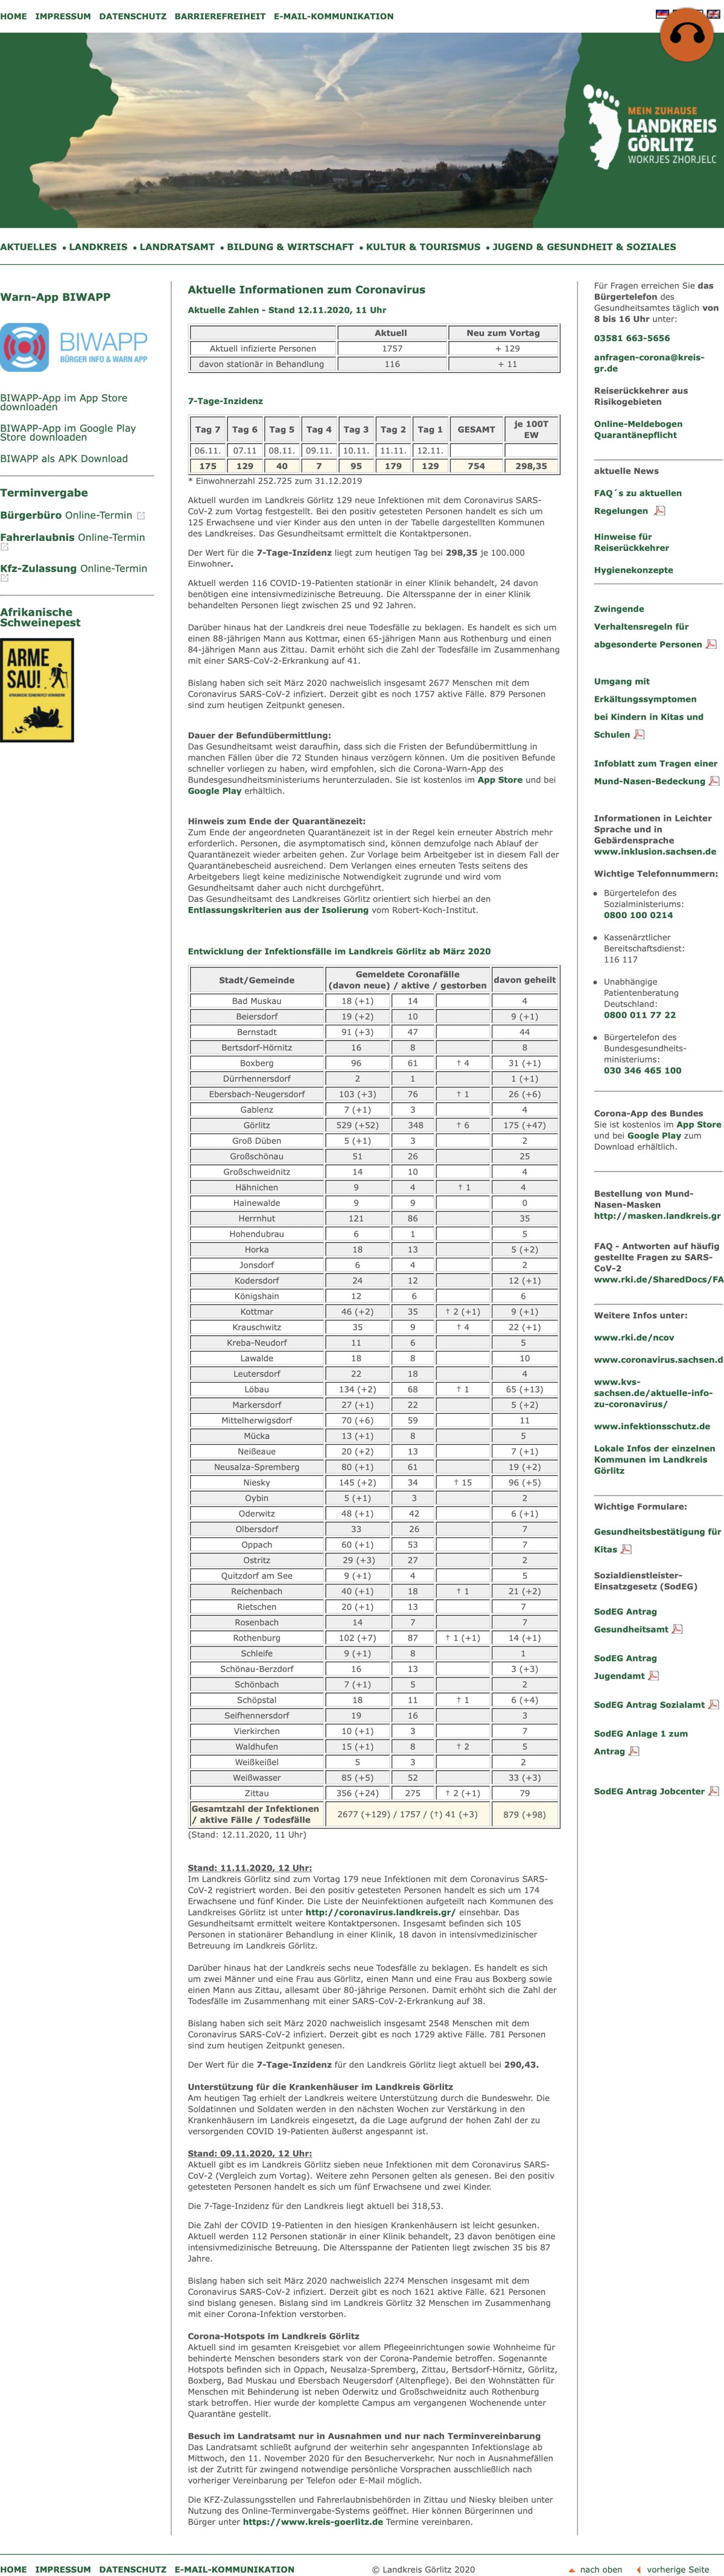 HOME IMPRESSUM DATENSCHUTZ BARRIEREFREIHEIT E-MAIL-KOMMUNIKATION
MEIN ZUHAUSE
LANDKREIS
GÖRLITZ
WOKRJES ZHORJELC
AKTUELLES • LANDKREIS • LANDRATSAMT • BILDUNG & WIRTSCHAFT • KULTUR & TOURISMUS • JUGEND & GESUNDHEIT & SOZIALES
Warn-App BIWAPP
BIWAPP
BÜRGER INFO & WARN APP
BIWAPP-App im App Store
downloaden
BIWAPP-App im Google Play
Store downloaden
BIWAPP als APK Download
Terminvergabe
Bürgerbüro Online-Termin
Fahrerlaubnis Online-Termin
Kfz-Zulassung Online-Termin
Afrikanische
Schweinepest
ARME
SAU!
Aktuelle Informationen zum Coronavirus
Aktuelle Zahlen - Stand 12.11.2020, 11 Uhr
Aktuell Neu zum Vortag
Aktuell infizierte Personen 1757 + 129
davon stationär in Behandlung 116 + 11
7-Tage-Inzidenz
Tag 7 Tag 6 Tag 5 Tag 4 Tag 3 Tag 2 Tag 1 GESAMT je 100T
EW
06.11. 07.11 08.11. 09.11. 10.11. 11.11. 12.11.
175 129 40 7 95 179 129 754 298,35
* Einwohnerzahl 252.725 zum 31.12.2019
Aktuell wurden im Landkreis Görlitz 129 neue Infektionen mit dem Coronavirus SARS-
CoV-2 zum Vortag festgestellt. Bei den positiv getesteten Personen handelt es sich um
125 Erwachsene und vier Kinder aus den unten in der Tabelle dargestellten Kommunen
des Landkreises. Das Gesundheitsamt ermittelt die Kontaktpersonen.
Der Wert für die 7-Tage-Inzidenz liegt zum heutigen Tag bei 298,35 je 100.000
Einwohner.
Aktuell werden 116 COVID-19-Patienten stationär in einer Klinik behandelt, 24 davon
benötigen eine intensivmedizinische Betreuung. Die Altersspanne der in einer Klinik
behandelten Personen liegt zwischen 25 und 92 Jahren.
Darüber hinaus hat der Landkreis drei neue Todesfälle zu beklagen. Es handelt es sich um
einen 88-jährigen Mann aus Kottmar, einen 65-jährigen Mann aus Rothenburg und einen
84-jährigen Mann aus Zittau. Damit erhöht sich die Zahl der Todesfälle im Zusammenhang
mit einer SARS-CoV-2-Erkrankung auf 41.
Bislang haben sich seit März 2020 nachweislich insgesamt 2677 Menschen mit dem
Coronavirus SARS-CoV-2 infiziert. Derzeit gibt es noch 1757 aktive Fälle. 879 Personen
sind zum heutigen Zeitpunkt genesen.
Dauer der Befundübermittlung:
Das Gesundheitsamt weist daraufhin, dass sich die Fristen der Befundübermittlung in
manchen Fällen über die 72 Stunden hinaus verzögern können. Um die positiven Befunde
schneller vorliegen zu haben, wird empfohlen, sich die Corona-Warn-App des
Bundesgesundheitsministeriums herunterzuladen. Sie ist kostenlos im App Store und bei
Google Play erhältlich.
Hinweis zum Ende der Quarantänezeit:
Zum Ende der angeordneten Quarantänezeit ist in der Regel kein erneuter Abstrich mehr
erforderlich. Personen, die asymptomatisch sind, können demzufolge nach Ablauf der
Quarantänezeit wieder arbeiten gehen. Zur Vorlage beim Arbeitgeber ist in diesem Fall der
Quarantänebescheid ausreichend. Dem Verlangen eines erneuten Tests seitens des
Arbeitgebers liegt keine medizinische Notwendigkeit zugrunde und wird vom
Gesundheitsamt daher auch nicht durchgeführt.
Das Gesundheitsamt des Landkreises Görlitz orientiert sich hierbei an den
Entlassungskriterien aus der Isolierung vom Robert-Koch-Institut.
Entwicklung der Infektionsfälle im Landkreis Görlitz ab März 2020
Stadt/Gemeinde Gemeldete Coronafälle
(davon neue) / aktive / gestorben davon geheilt
Bad Muskau 18 (+1) 14 4
Beiersdorf 19 (+2) 10 9 (+1)
Bernstadt 91 (+3) 47 44
Bertsdorf-Hörnitz 16 8 8
Boxberg 96 61 † 4 31 (+1)
Dürrhennersdorf 2 1 1 (+1)
Ebersbach-Neugersdorf 103 (+3) 76 † 1 26 (+6)
Gablenz 7 (+1) 3 4
Görlitz 529 (+52) 348 † 6 175 (+47)
Groß Düben 5 (+1) 3 2
Großschönau 51 26 25
Großschweidnitz 14 10 4
Hähnichen 9 4 † 1 4
Hainewalde 9 9 0
Herrnhut 121 86 35
Hohendubrau 6 1 5
Horka 18 13 5 (+2)
Jonsdorf 6 4 2
Kodersdorf 24 12 12 (+1)
Königshain 12 6 6
Kottmar 46 (+2) 35 † 2 (+1) 9 (+1)
Krauschwitz 35 9 † 4 22 (+1)
Kreba-Neudorf 11 6 5
Lawalde 18 8 10
Leutersdorf 22 18 4
Löbau 134 (+2) 68 † 1 65 (+13)
Markersdorf 27 (+1) 22 5 (+2)
Mittelherwigsdorf 70 (+6) 59 11
Mücka 13 (+1) 8 5
Neißeaue 20 (+2) 13 7 (+1)
Neusalza-Spremberg 80 (+1) 61 19 (+2)
Niesky 145 (+2) 34 † 15 96 (+5)
Oybin 5 (+1) 3 2
Oderwitz 48 (+1) 42 6 (+1)
Olbersdorf 33 26 7
Oppach 60 (+1) 53 7
Ostritz 29 (+3) 27 2
Quitzdorf am See 9 (+1) 4 5
Reichenbach 40 (+1) 18 † 1 21 (+2)
Rietschen 20 (+1) 13 7
Rosenbach 14 7 7
Rothenburg 102 (+7) 87 † 1 (+1) 14 (+1)
Schleife 9 (+1) 8 1
Schönau-Berzdorf 16 13 3 (+3)
Schönbach 7 (+1) 5 2
Schöpstal 18 11 † 1 6 (+4)
Seifhennersdorf 19 16 3
Vierkirchen 10 (+1) 3 7
Waldhufen 15 (+1) 8 † 2 5
Weißkeißel 5 3 2
Weißwasser 85 (+5) 52 33 (+3)
Zittau 356 (+24) 275 † 2 (+1) 79
Gesamtzahl der Infektionen
/ aktive Fälle / Todesfälle 2677 (+129) / 1757 / (†) 41 (+3) 879 (+98)
(Stand: 12.11.2020, 11 Uhr)
Stand: 11.11.2020, 12 Uhr:
Im Landkreis Görlitz sind zum Vortag 179 neue Infektionen mit dem Coronavirus SARS-
CoV-2 registriert worden. Bei den positiv getesteten Personen handelt es sich um 174
Erwachsene und fünf Kinder. Die Liste der Neuinfektionen aufgeteilt nach Kommunen des
Landkreises Görlitz ist unter http://coronavirus.landkreis.gr/ einsehbar. Das
Gesundheitsamt ermittelt weitere Kontaktpersonen. Insgesamt befinden sich 105
Personen in stationärer Behandlung in einer Klinik, 18 davon in intensivmedizinischer
Betreuung im Landkreis Görlitz.
Darüber hinaus hat der Landkreis sechs neue Todesfälle zu beklagen. Es handelt es sich
um zwei Männer und eine Frau aus Görlitz, einen Mann und eine Frau aus Boxberg sowie
einen Mann aus Zittau, allesamt über 80-jährige Personen. Damit erhöht sich die Zahl der
Todesfälle im Zusammenhang mit einer SARS-CoV-2-Erkrankung auf 38.
Bislang haben sich seit März 2020 nachweislich insgesamt 2548 Menschen mit dem
Coronavirus SARS-CoV-2 infiziert. Derzeit gibt es noch 1729 aktive Fälle. 781 Personen
sind zum heutigen Zeitpunkt genesen.
Der Wert für die 7-Tage-Inzidenz für den Landkreis Görlitz liegt aktuell bei 290,43.
Unterstützung für die Krankenhäuser im Landkreis Görlitz
Am heutigen Tag erhielt der Landkreis weitere Unterstützung durch die Bundeswehr. Die
Soldatinnen und Soldaten werden in den nächsten Wochen zur Verstärkung in den
Krankenhäusern im Landkreis eingesetzt, da die Lage aufgrund der hohen Zahl der zu
versorgenden COVID 19-Patienten äußerst angespannt ist.
Stand: 09.11.2020, 12 Uhr:
Aktuell gibt es im Landkreis Görlitz sieben neue Infektionen mit dem Coronavirus SARS-
CoV-2 (Vergleich zum Vortag). Weitere zehn Personen gelten als genesen. Bei den positiv
getesteten Personen handelt es sich um fünf Erwachsene und zwei Kinder.
Die 7-Tage-Inzidenz für den Landkreis liegt aktuell bei 318,53.
Die Zahl der COVID 19-Patienten in den hiesigen Krankenhäusern ist leicht gesunken.
Aktuell werden 112 Personen stationär in einer Klinik behandelt, 23 davon benötigen eine
intensivmedizinische Betreuung. Die Altersspanne der Patienten liegt zwischen 35 bis 87
Jahre.
Bislang haben sich seit März 2020 nachweislich 2274 Menschen insgesamt mit dem
Coronavirus SARS-CoV-2 infiziert. Derzeit gibt es noch 1621 aktive Fälle. 621 Personen
sind bislang genesen. Bislang sind im Landkreis Görlitz 32 Menschen im Zusammenhang
mit einer Corona-Infektion verstorben.
Corona-Hotspots im Landkreis Görlitz
Aktuell sind im gesamten Kreisgebiet vor allem Pflegeeinrichtungen sowie Wohnheime für
behinderte Menschen besonders stark von der Corona-Pandemie betroffen. Sogenannte
Hotspots befinden sich in Oppach, Neusalza-Spremberg, Zittau, Bertsdorf-Hörnitz, Görlitz,
Boxberg, Bad Muskau und Ebersbach Neugersdorf (Altenpflege). Bei den Wohnstätten für
Menschen mit Behinderung ist neben Oderwitz und Großschweidnitz auch Rothenburg
stark betroffen. Hier wurde der komplette Campus am vergangenen Wochenende unter
Quarantäne gestellt.
Besuch im Landratsamt nur in Ausnahmen und nur nach Terminvereinbarung
Das Landratsamt schließt aufgrund der weiterhin sehr angespannten Infektionslage ab
Mittwoch, den 11. November 2020 für den Besucherverkehr. Nur noch in Ausnahmefällen
ist der Zutritt für zwingend notwendige persönliche Vorsprachen ausschließlich nach
vorheriger Vereinbarung per Telefon oder E-Mail möglich.
Die KFZ-Zulassungsstellen und Fahrerlaubnisbehörden in Zittau und Niesky bleiben unter
Nutzung des Online-Terminvergabe-Systems geöffnet. Hier können Bürgerinnen und
Bürger unter https://www.kreis-goerlitz.de Termine vereinbaren.
Für Fragen erreichen Sie das
Bürgertelefon des
Gesundheitsamtes täglich von
8 bis 16 Uhr unter:
03581 663-5656
anfragen-corona@kreis-
gr.de
Reiserückkehrer aus
Risikogebieten
Online-Meldebogen
Quarantänepflicht
aktuelle News
FAQ´s zu aktuellen
Regelungen
Hinweise für
Reiserückkehrer
Hygienekonzepte
Zwingende
Verhaltensregeln für
abgesonderte Personen
Umgang mit
Erkältungssymptomen
bei Kindern in Kitas und
Schulen
Infoblatt zum Tragen einer
Mund-Nasen-Bedeckung
Informationen in Leichter
Sprache und in
Gebärdensprache
www.inklusion.sachsen.de
Wichtige Telefonnummern:
• Bürgertelefon des
Sozialministeriums:
0800 100 0214
• Kassenärztlicher
Bereitschaftsdienst:
116 117
• Unabhängige
Patientenberatung
Deutschland:
0800 011 77 22
• Bürgertelefon des
Bundesgesundheits-
ministeriums:
030 346 465 100
Corona-App des Bundes
Sie ist kostenlos im App Store
und bei Google Play zum
Download erhältlich.
Bestellung von Mund-
Nasen-Masken
http://masken.landkreis.gr
FAQ - Antworten auf häufig
gestellte Fragen zu SARS-
CoV-2
www.rki.de/SharedDocs/FA
Weitere Infos unter:
www.rki.de/ncov
www.coronavirus.sachsen.d
www.kvs-
sachsen.de/aktuelle-info-
zu-coronavirus/
www.infektionsschutz.de
Lokale Infos der einzelnen
Kommunen im Landkreis
Görlitz
Wichtige Formulare:
Gesundheitsbestätigung für
Kitas
Sozialdienstleister-
Einsatzgesetz (SodEG)
SodEG Antrag
Gesundheitsamt
SodEG Antrag
Jugendamt
SodEG Antrag Sozialamt
SodEG Anlage 1 zum
Antrag
SodEG Antrag Jobcenter
HOME IMPRESSUM DATENSCHUTZ E-MAIL-KOMMUNIKATION © Landkreis Görlitz 2020 nach oben vorherige Seite